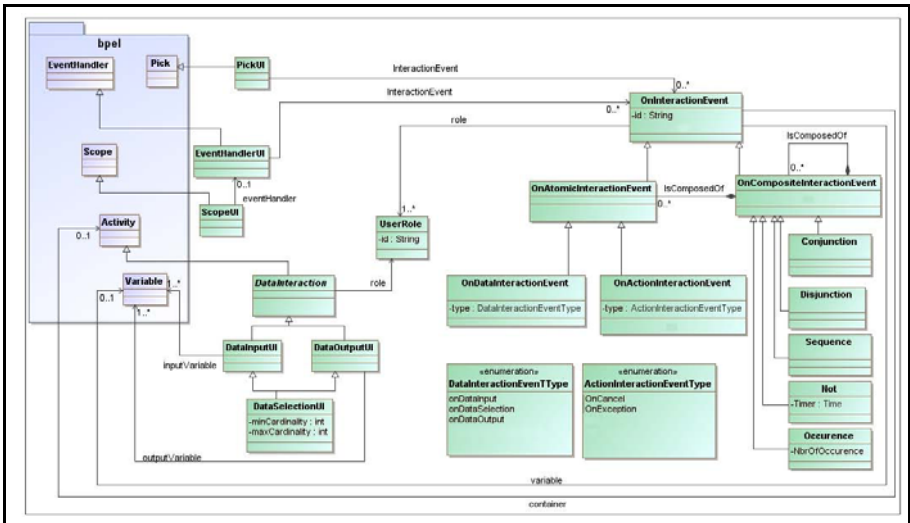 bpel
EventHandler
Pick
PickUI
InteractionEvent
0..*
InteractionEvent
0..*
OnInteractionEvent
-id : String
role
IsComposedOf
0..*
Scope
EventHandlerUI
0..1
eventHandler
ScopeUI
OnAtomicInteractionEvent
IsComposedOf
0..*
OnCompositeInteractionEvent
Activity
0..1
1..*
UserRole
-id : String
Conjunction
Variable
0..1
1..*
1..*
DataInteraction
role
OnDataInteractionEvent
-type : DataInteractionEventType
OnActionInteractionEvent
-type : ActionInteractionEventType
Disjunction
Sequence
DataInputUI
DataOutputUI
inputVariable
«enumeration»
DataInteractionEvenTType
onDataInput
onDataSelection
onDataOutput
«enumeration»
ActionInteractionEventType
OnCancel
OnException
Not
-Timer : Time
DataSelectionUI
-minCardinality : int
-maxCardinality : int
Occurence
-NbrOfOccurence
outputVariable
variable
container